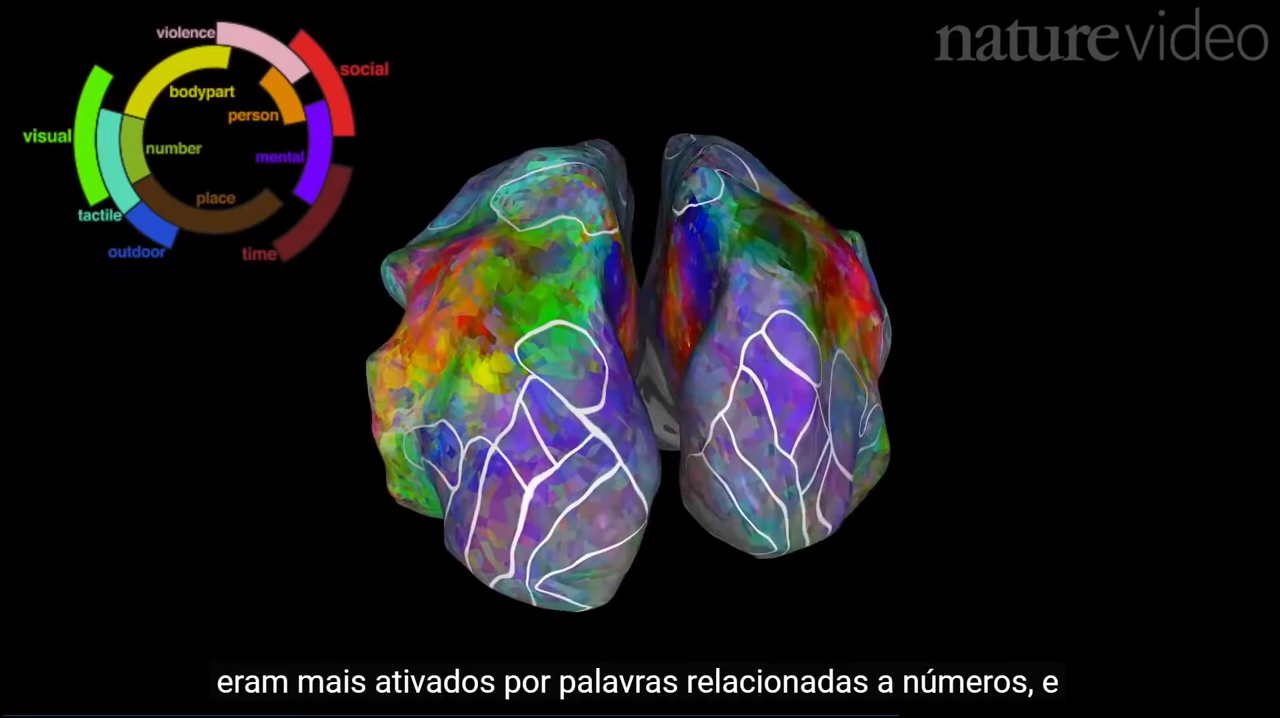 violence
naturevideo
social
bodypart
person
visual
number
mental
place
tactile
outdoor
time
eram mais ativados por palavras relacionadas a números, e